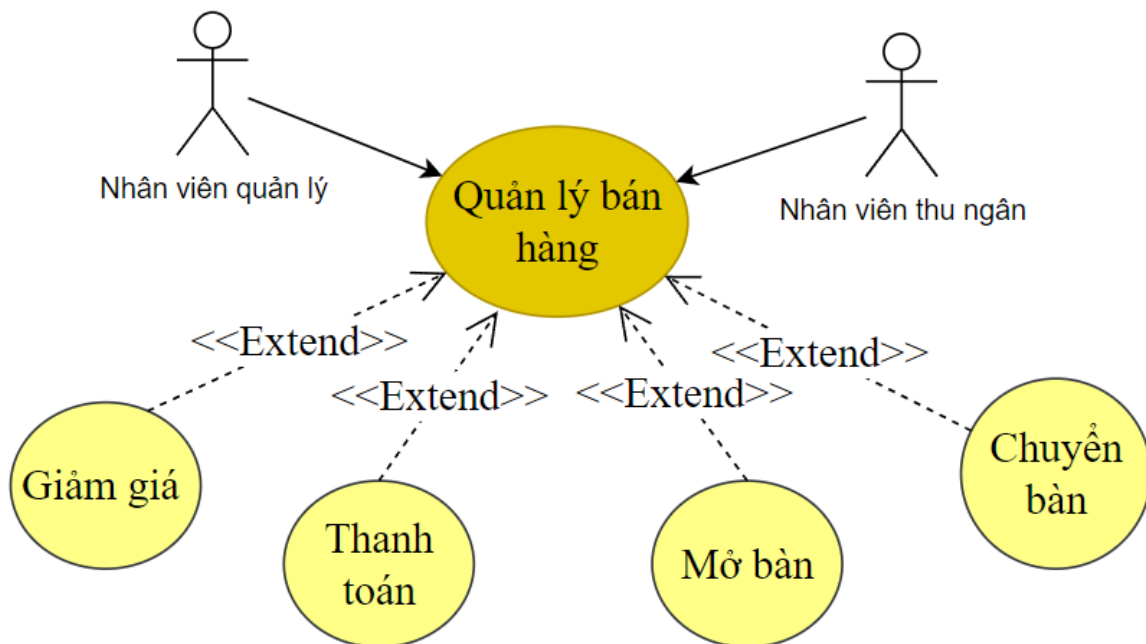 Nhân viên quản lý
Nhân viên thu ngân
Quản lý bán
hàng
<<Extend>>
<<Extend>>
<<Extend>>
<<Extend>>
Giảm giá
Thanh
toán
Mở bàn
Chuyển
bàn